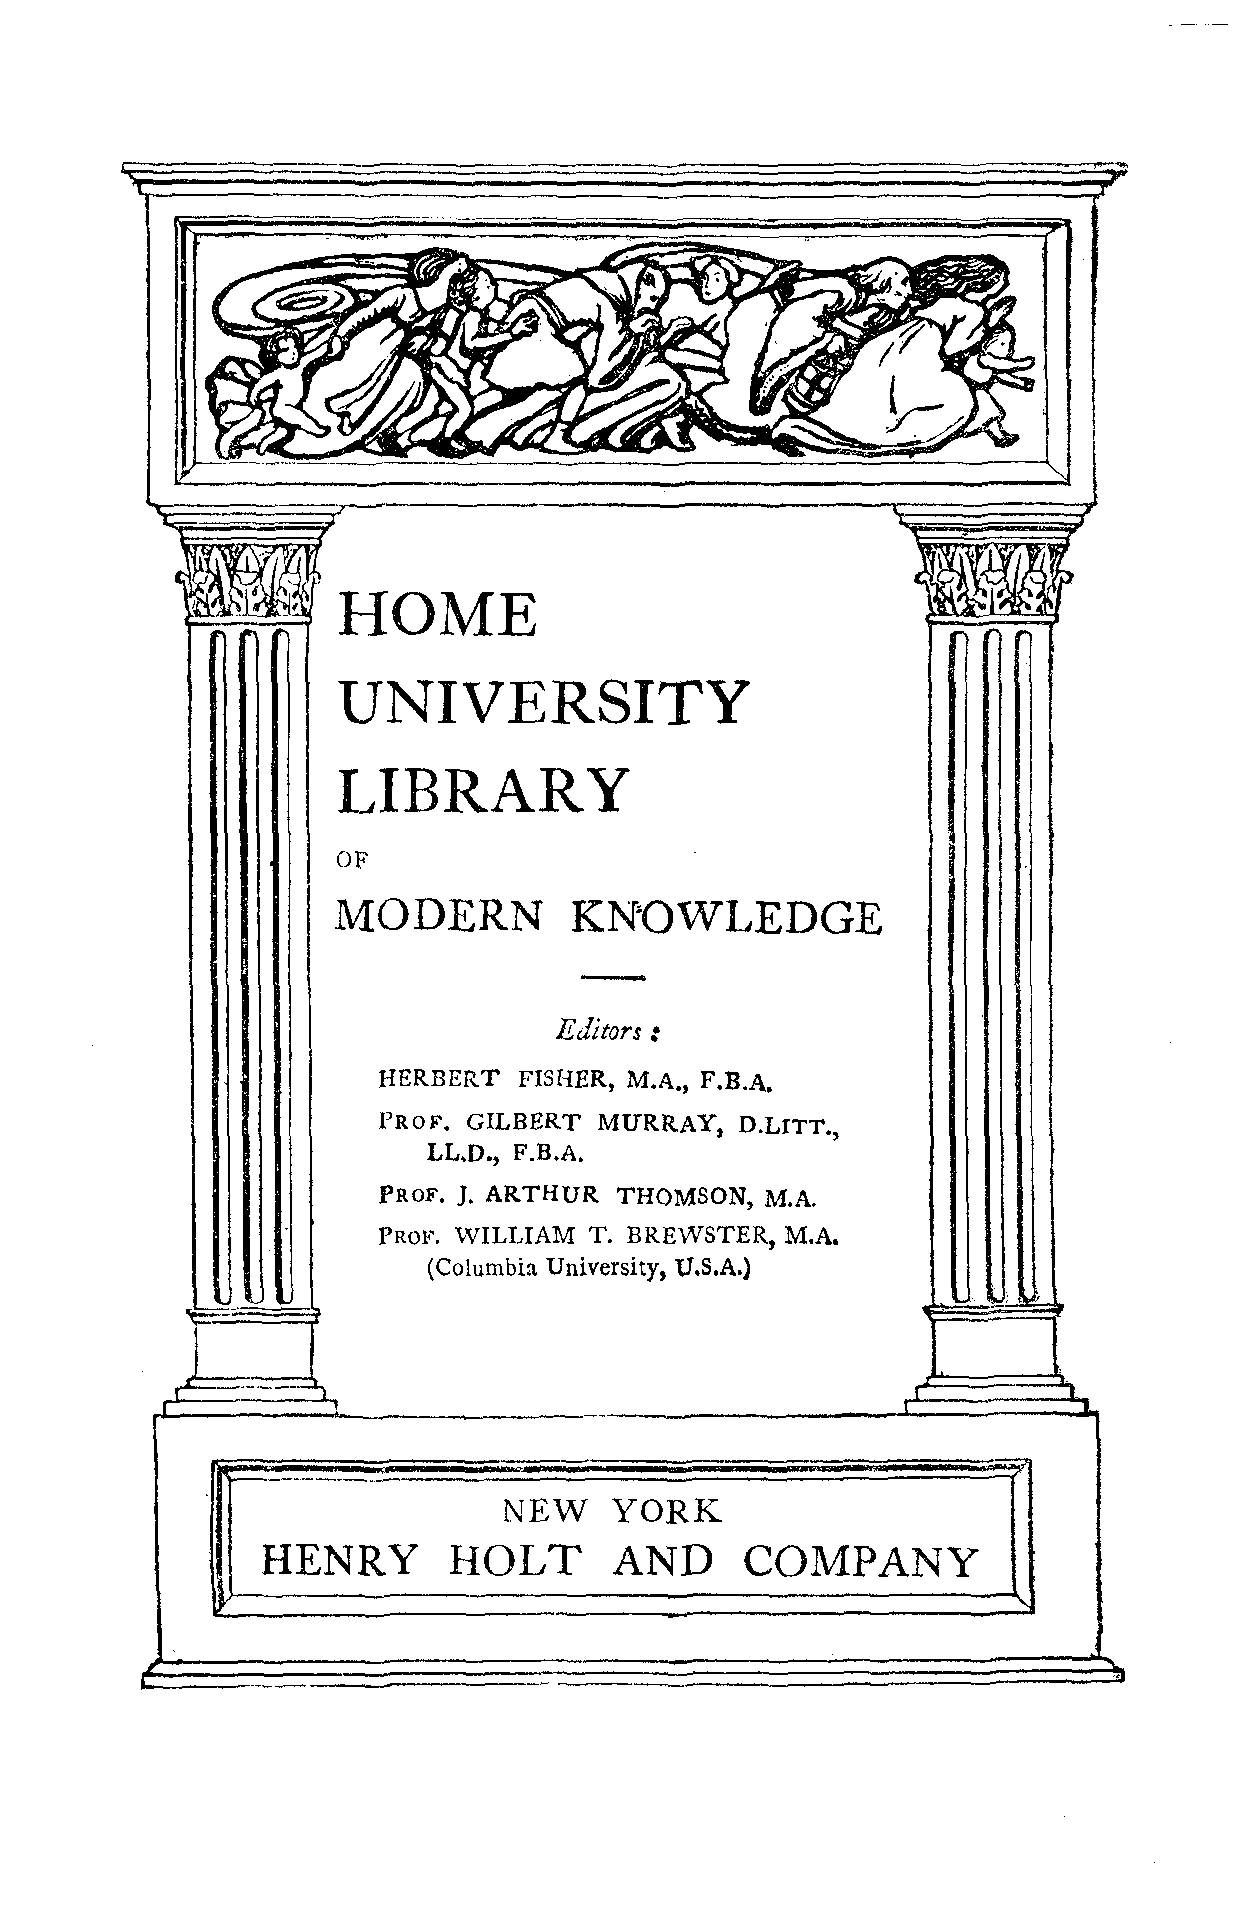 HOME
UNIVERSITY
LIBRARY
OF
MODERN KNOWLEDGE
Editors:
HERBERT FISHER, M.A., F.B.A.
PROF. GILBERT MURRAY, D.LITT.,
LL.D., F.B.A.
PROF. J. ARTHUR THOMSON, M.A.
PROF. WILLIAM T. BREWSTER, M.A.
(Columbia University, U.S.A.)
NEW YORK
HENRY HOLT AND COMPANY